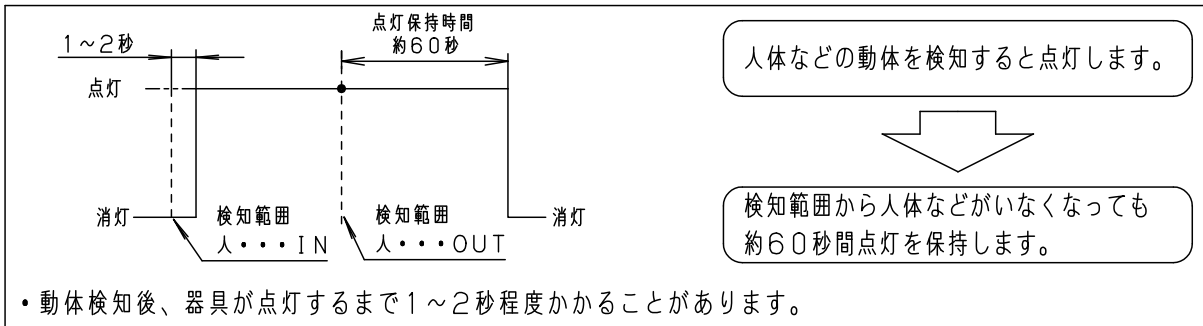 点灯保持時間
約60秒
1～2秒
点灯
消灯
検知範囲
人・・・IN
検知範囲
人・・・OUT
消灯
人体などの動体を検知すると点灯します。
検知範囲から人体などがいなくなっても
約60秒間点灯を保持します。
・動体検知後、器具が点灯するまで1～2秒程度かかることがあります。